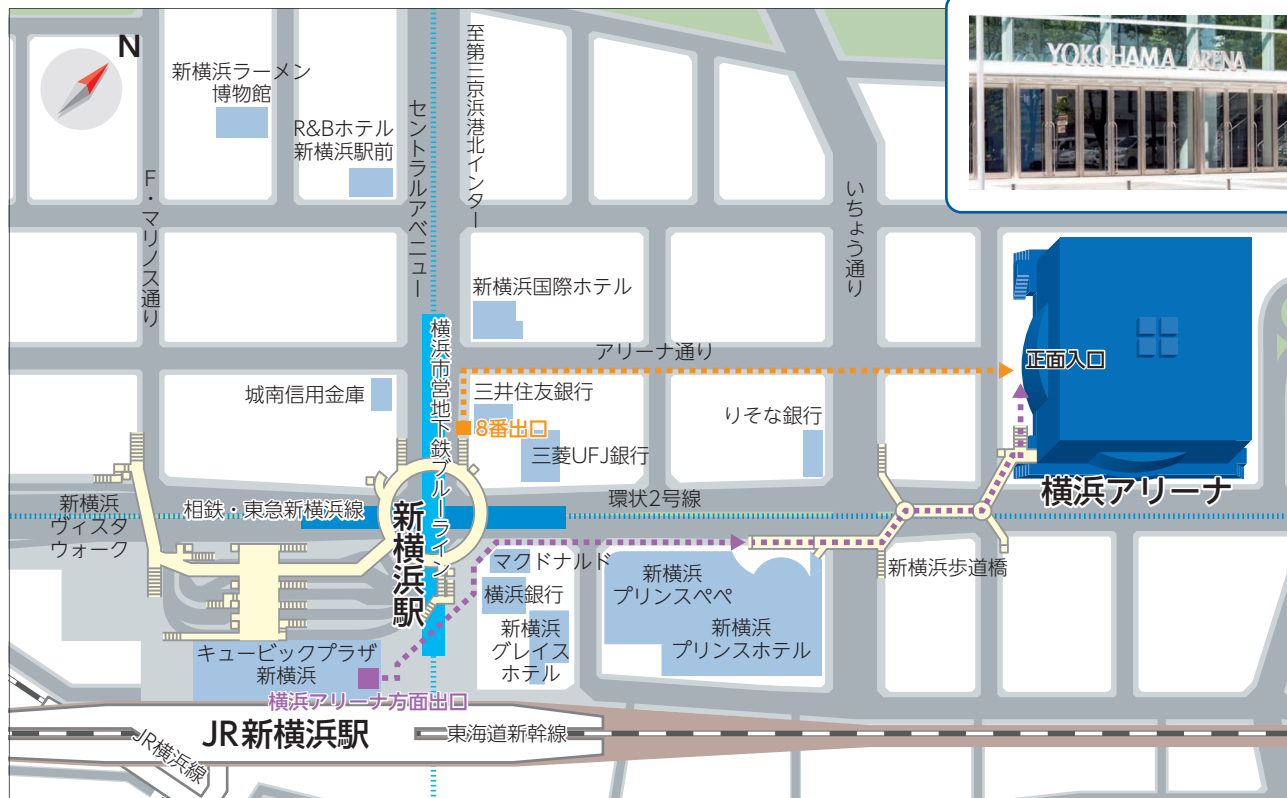 N
新横浜ラーメン
博物館
R&Bホテル
新横浜駅前
セントラルアベニュー
至第三京浜港北インター
YOKOHAMA ARENA
F・マリノス通り
いちょう通り
新横浜国際ホテル
横浜市営地下鉄ブルーライン
アリーナ通り
正面入口
城南信用金庫
三井住友銀行
8番出口
りそな銀行
三菱UFJ銀行
横浜アリーナ
新横浜
ヴィスタ
ウォーク
相鉄・東急新横浜線
新横浜駅
環状2号線
マクドナルド
横浜銀行
新横浜
グレイス
ホテル
新横浜
プリンスペペ
新横浜
プリンスホテル
新横浜歩道橋
キュービックプラザ
新横浜
横浜アリーナ方面出口
JR新横浜駅
東海道新幹線
JR横浜線